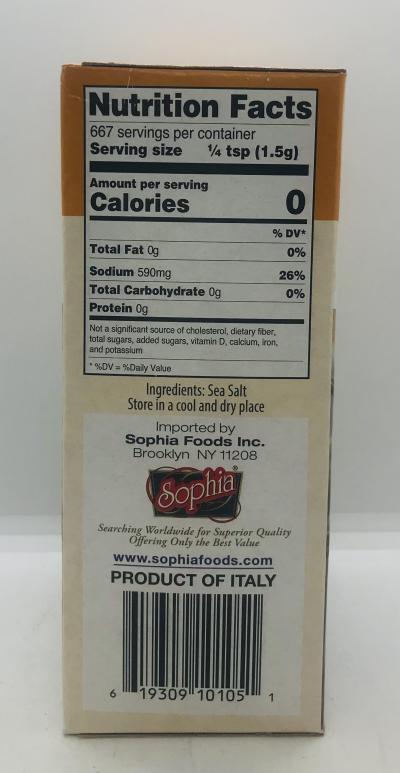 Nutrition Facts
667 servings per container
Serving size ¼ tsp (1.5g)
Amount per serving
Calories 0
% DV*
Total Fat 0g 0%
Sodium 590mg 26%
Total Carbohydrate 0g 0%
Protein 0g
Not a significant source of cholesterol, dietary fiber,
total sugars, added sugars, vitamin D, calcium, iron,
and potassium
* %DV = %Daily Value
Ingredients: Sea Salt
Store in a cool and dry place
Imported by
Sophia Foods Inc.
Brooklyn NY 11208
Sophia®
Searching Worldwide for Superior Quality
Offering Only the Best Value
www.sophiafoods.com
PRODUCT OF ITALY
6 19309 10105 1